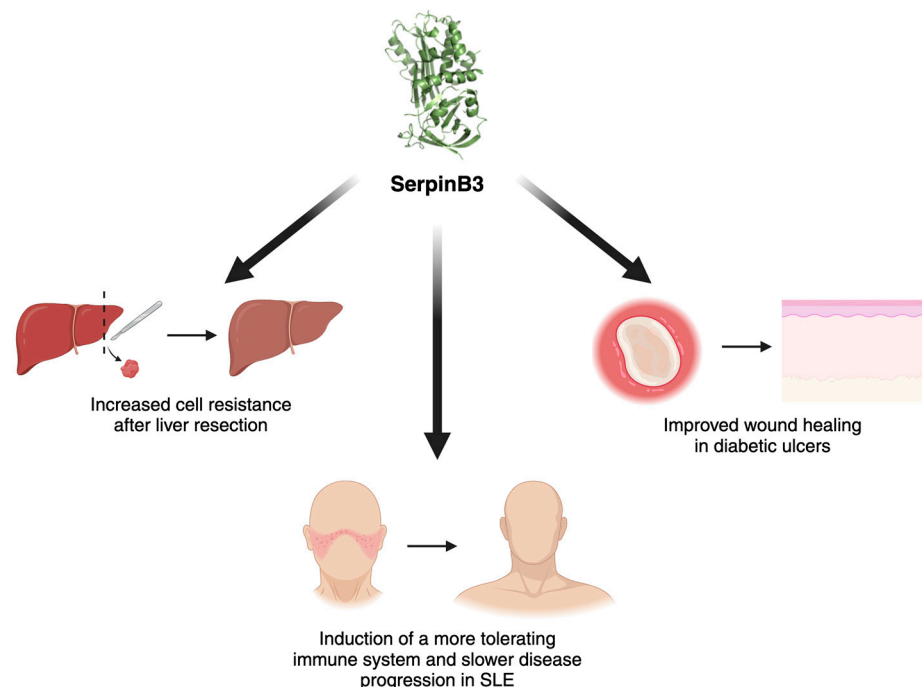 SerpinB3
Increased cell resistance
after liver resection
Improved wound healing
in diabetic ulcers
Induction of a more tolerating
immune system and slower disease
progression in SLE